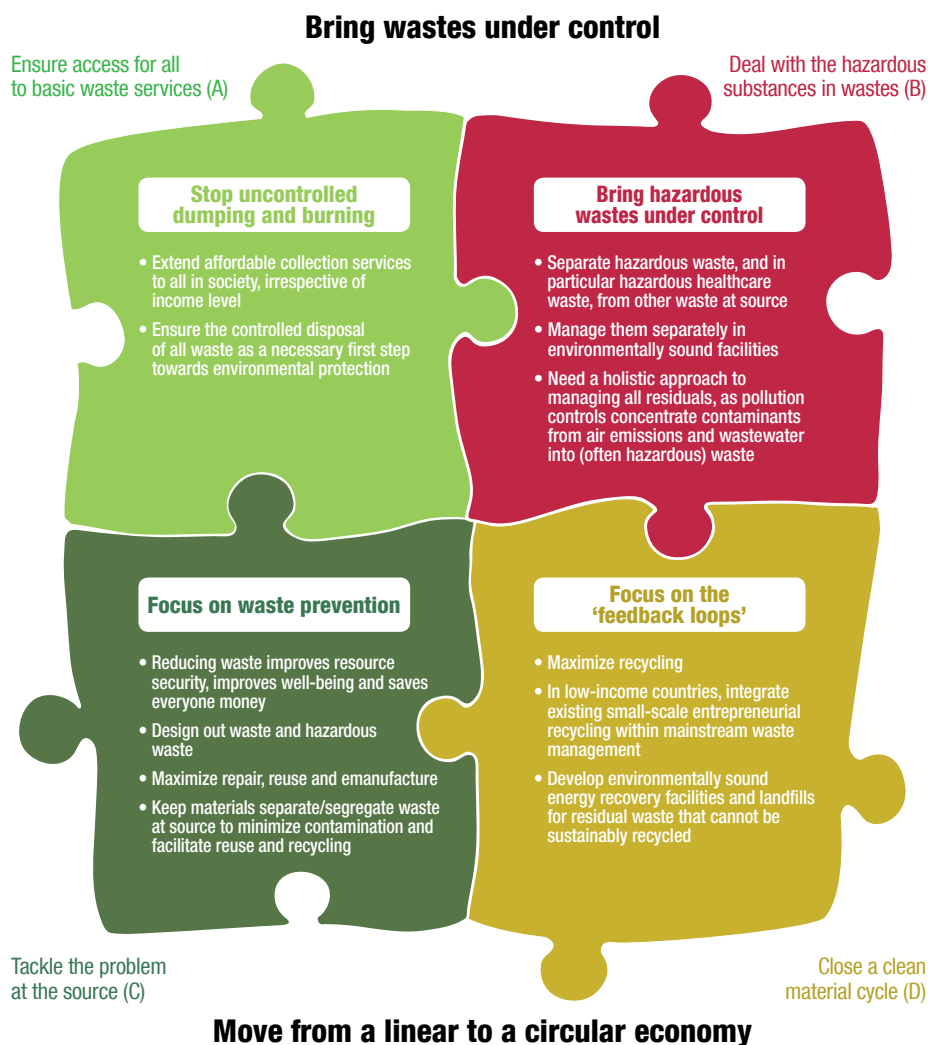 Bring wastes under control
Ensure access for all
to basic waste services (A)
Deal with the hazardous
substances in wastes (B)
Stop uncontrolled
dumping and burning
• Extend affordable collection services
to all in society, irrespective of
income level
• Ensure the controlled disposal
of all waste as a necessary first step
towards environmental protection
Bring hazardous
wastes under control
• Separate hazardous waste, and in
particular hazardous healthcare
waste, from other waste at source
• Manage them separately in
environmentally sound facilities
• Need a holistic approach to
managing all residuals, as pollution
controls concentrate contaminants
from air emissions and wastewater
into (often hazardous) waste
Focus on waste prevention
• Reducing waste improves resource
security, improves well-being and saves
everyone money
• Design out waste and hazardous
waste
• Maximize repair, reuse and emanufacture
• Keep materials separate/segregate waste
at source to minimize contamination and
facilitate reuse and recycling
Focus on the
‘feedback loops’
• Maximize recycling
• In low-income countries, integrate
existing small-scale entrepreneurial
recycling within mainstream waste
management
• Develop environmentally sound
energy recovery facilities and landfills
for residual waste that cannot be
sustainably recycled
Tackle the problem
at the source (C)
Close a clean
material cycle (D)
Move from a linear to a circular economy